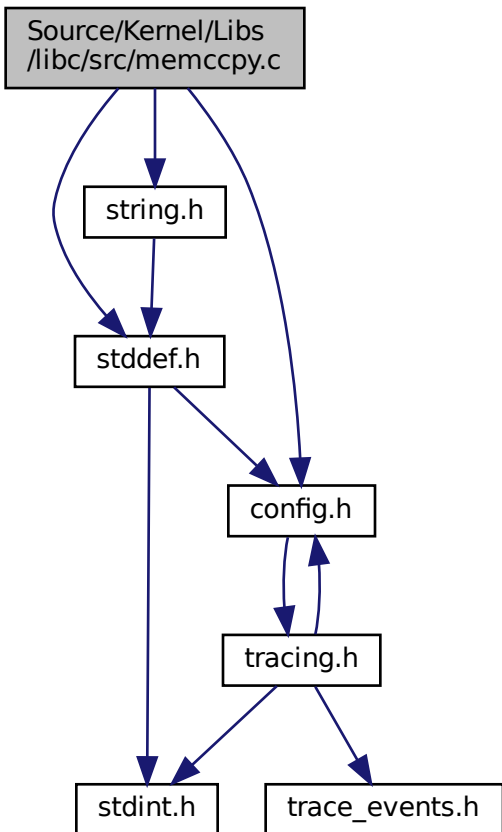 Source/Kernel/Libs
/libc/src/memccpy.c
string.h
stddef.h
config.h
tracing.h
stdint.h
trace_events.h